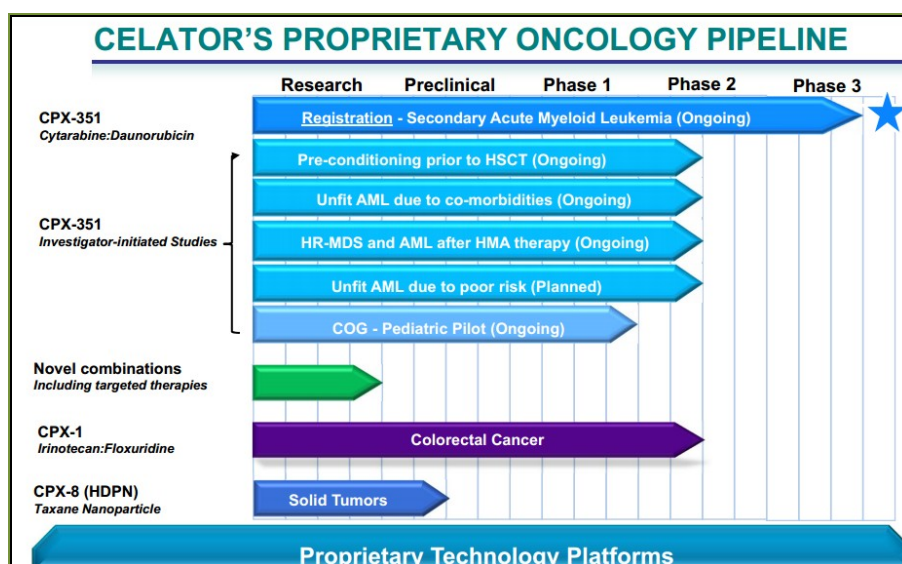 CELATOR'S PROPRIETARY ONCOLOGY PIPELINE
Research Preclinical Phase 1 Phase 2 Phase 3
CPX-351
Cytarabine:Daunorubicin
Registration - Secondary Acute Myeloid Leukemia (Ongoing)
Pre-conditioning prior to HSCT (Ongoing)
Unfit AML due to co-morbidities (Ongoing)
CPX-351
Investigator-initiated Studies
HR-MDS and AML after HMA therapy (Ongoing)
Unfit AML due to poor risk (Planned)
COG - Pediatric Pilot (Ongoing)
Novel combinations
Including targeted therapies
CPX-1
Irinotecan:Floxuridine
Colorectal Cancer
CPX-8 (HDPN)
Taxane Nanoparticle
Solid Tumors
Proprietary Technology Platforms